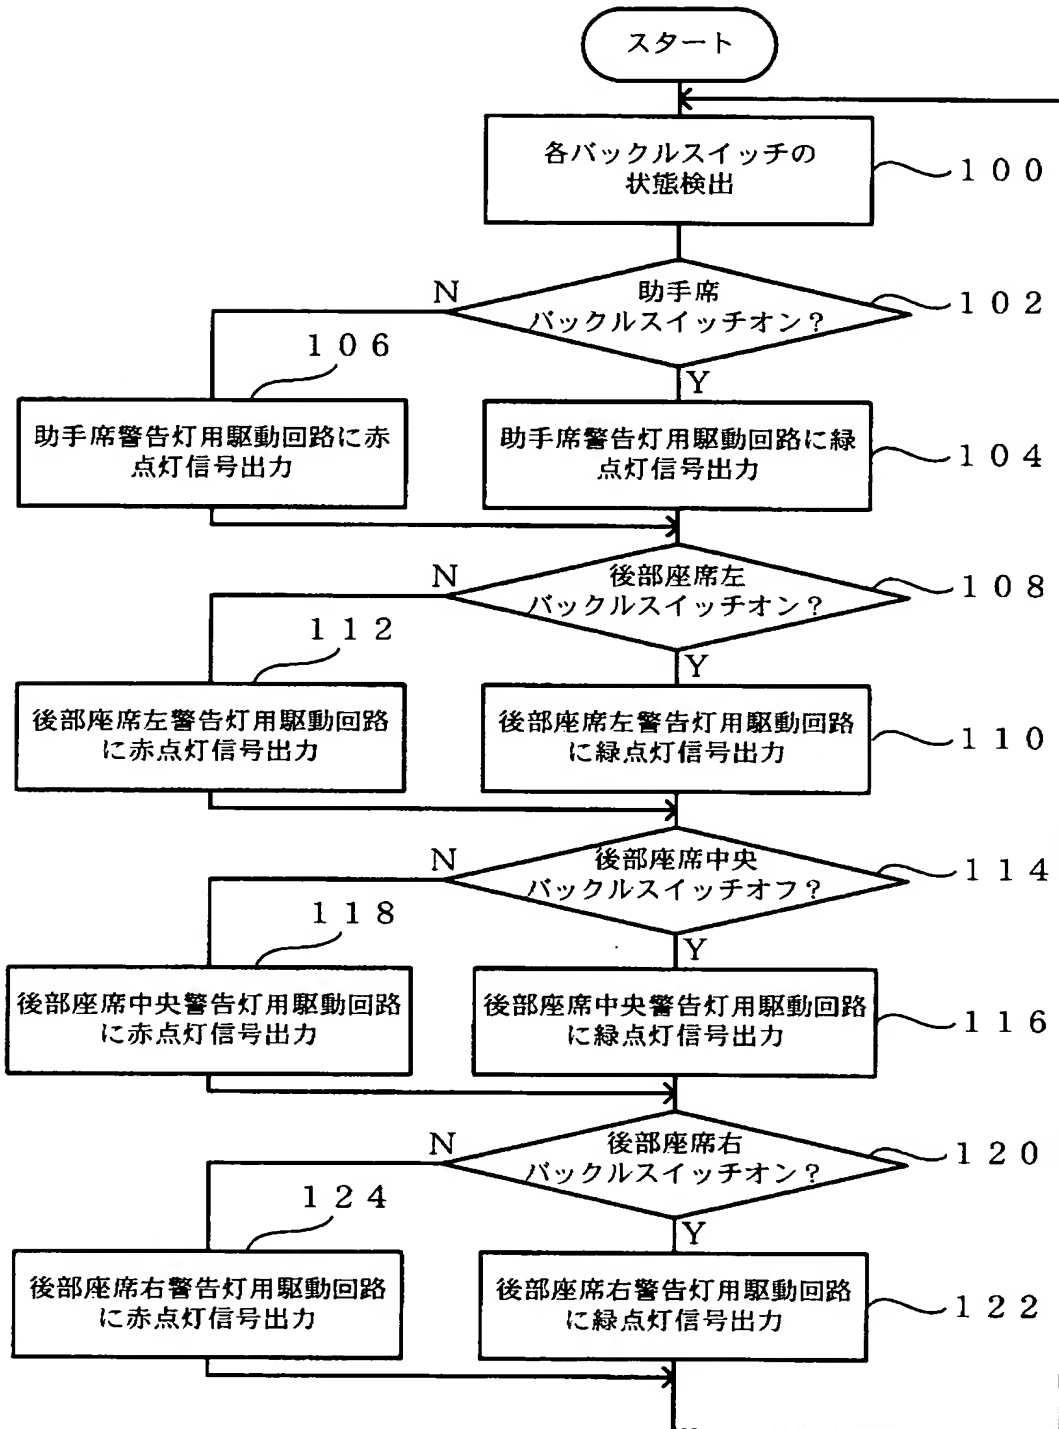 スタート
各バックルスイッチの
状態検出
100
助手席
バックルスイッチオン?
102
N
Y
106
助手席警告灯用駆動回路に赤
点灯信号出力
助手席警告灯用駆動回路に緑
点灯信号出力
104
後部座席左
バックルスイッチオン?
108
N
Y
112
後部座席左警告灯用駆動回路
に赤点灯信号出力
後部座席左警告灯用駆動回路
に緑点灯信号出力
110
後部座席中央
バックルスイッチオフ?
114
N
Y
118
後部座席中央警告灯用駆動回路
に赤点灯信号出力
後部座席中央警告灯用駆動回路
に緑点灯信号出力
116
後部座席右
バックルスイッチオン?
120
N
Y
124
後部座席右警告灯用駆動回路
に赤点灯信号出力
後部座席右警告灯用駆動回路
に緑点灯信号出力
122